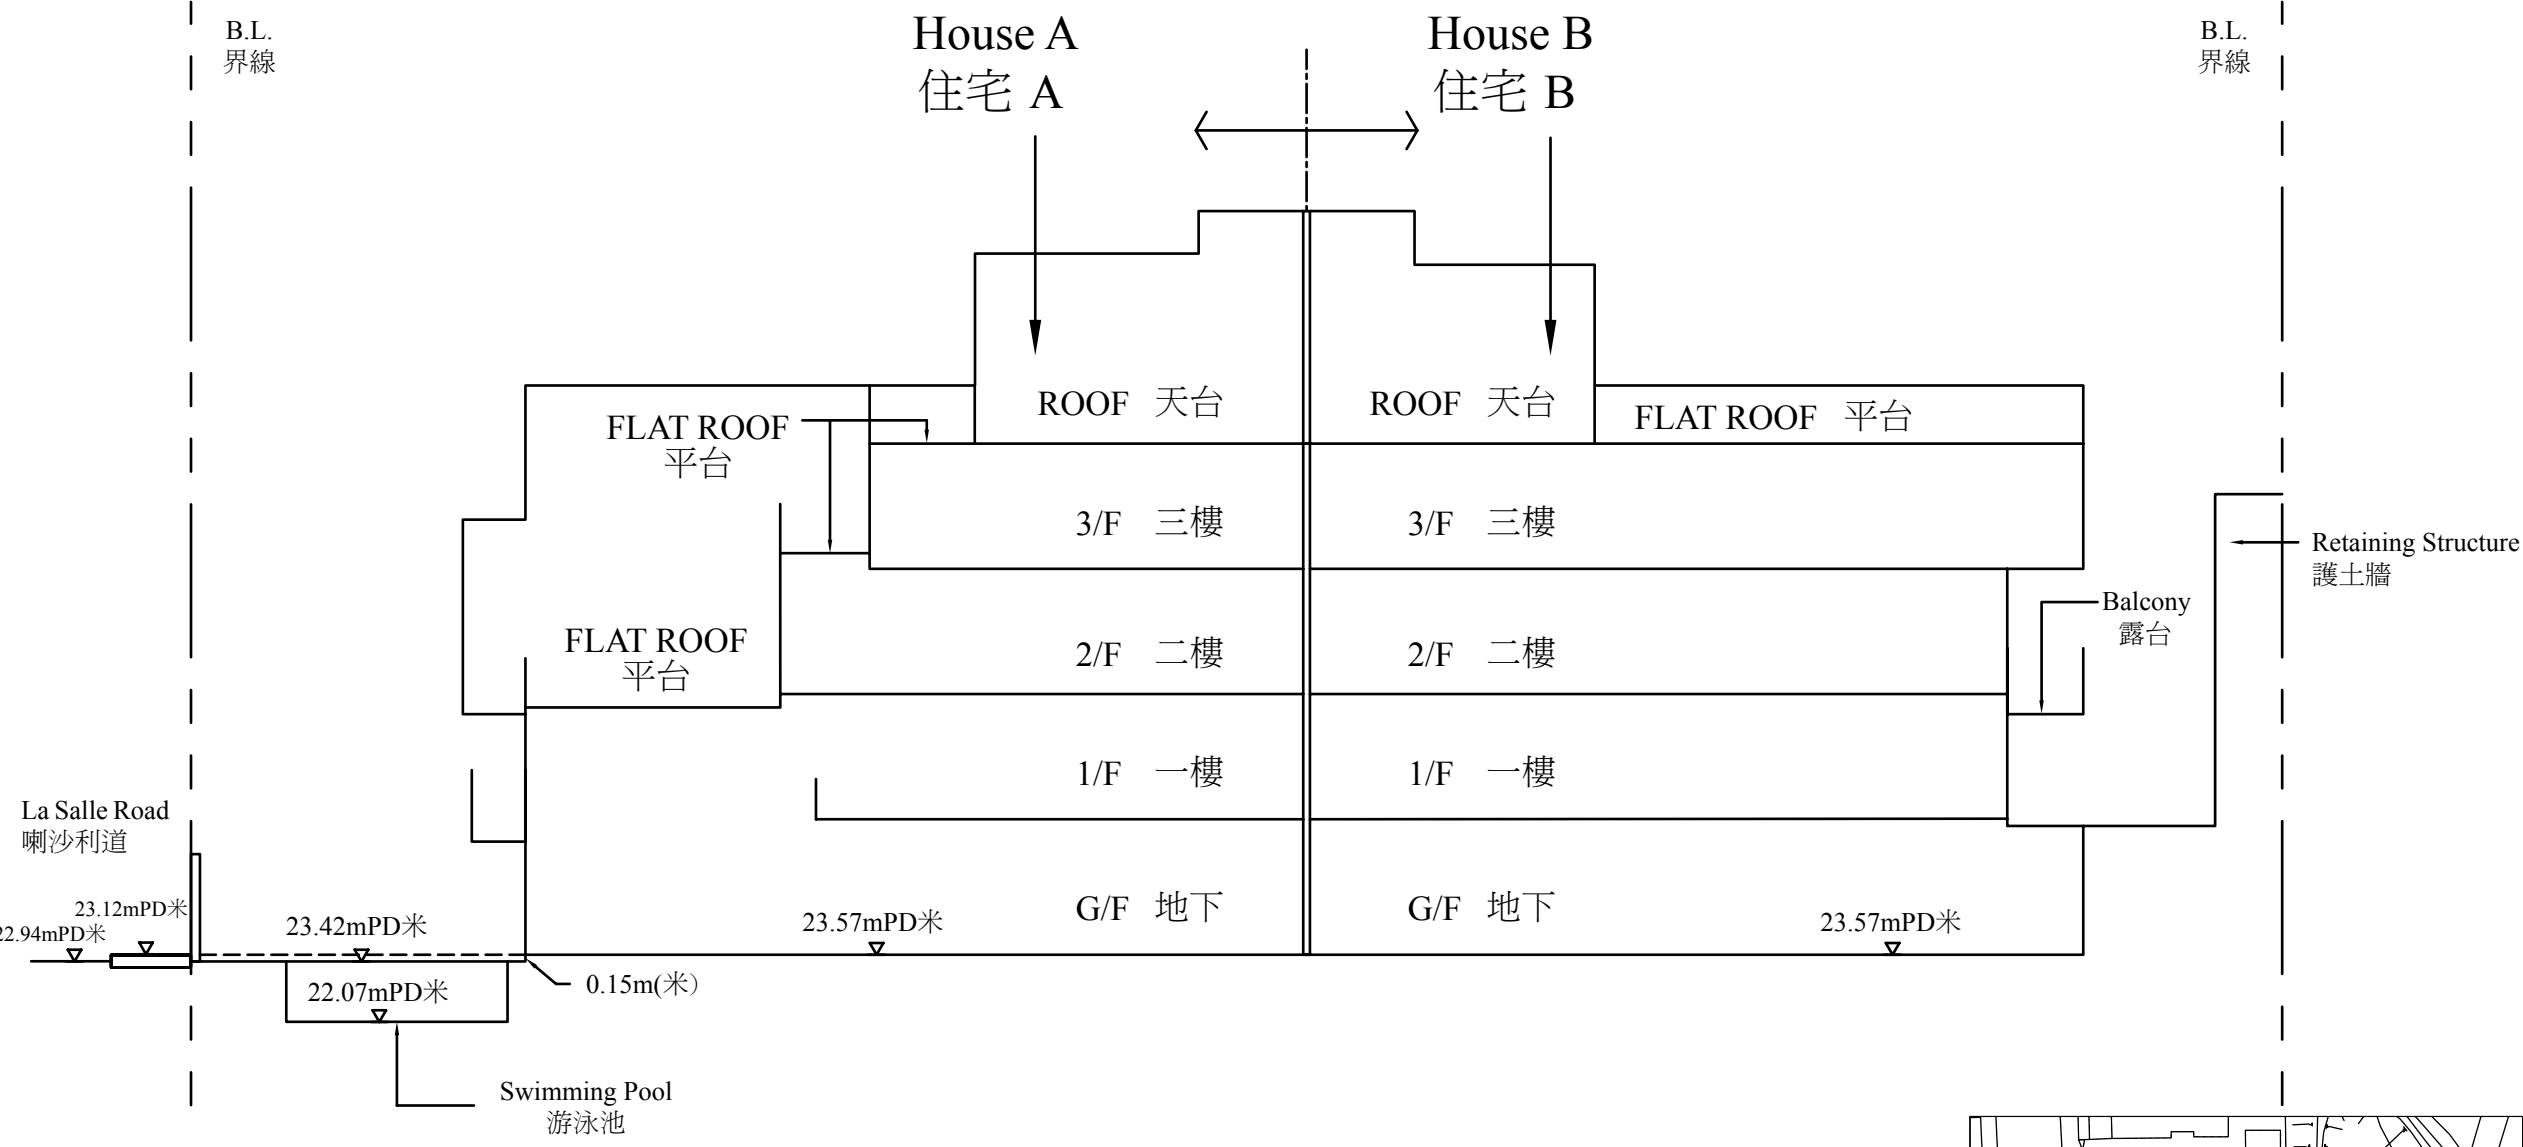 B.L.
界線
House A
住宅 A
House B
住宅 B
B.L.
界線
FLAT ROOF
平台
ROOF 天台
ROOF 天台
FLAT ROOF 平台
3/F 三樓
3/F 三樓
Retaining Structure
護土牆
FLAT ROOF
平台
2/F 二樓
2/F 二樓
Balcony
露台
1/F 一樓
1/F 一樓
La Salle Road
喇沙利道
23.12mPD米
22.94mPD米
23.42mPD米
23.57mPD米
G/F 地下
G/F 地下
23.57mPD米
22.07mPD米
0.15m(米)
Swimming Pool
游泳池